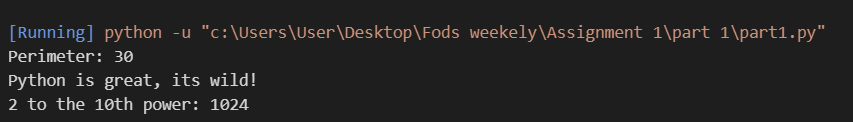 [Running] python -u "c:\Users\User\Desktop\Fods weekely\Assignment 1\part 1\part1.py"
Perimeter: 30
Python is great, its wild!
2 to the 10th power: 1024